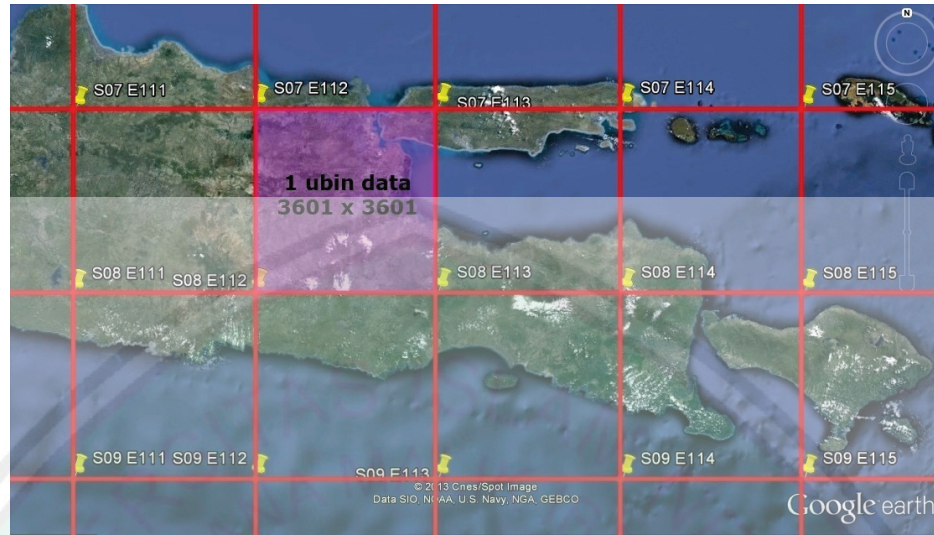 N
S07 E111
S07 E112
S07 E113
S07 E114
S07 E115
1 ubin data
3601 x 3601
S08 E111
S08 E112
S08 E113
S08 E114
S08 E115
S09 E111
S09 E112
S09 E113
S09 E114
S09 E115
© 2013 Cnes/Spot Image
Data SIO, NOAA, U.S. Navy, NGA, GEBCO
Google earth